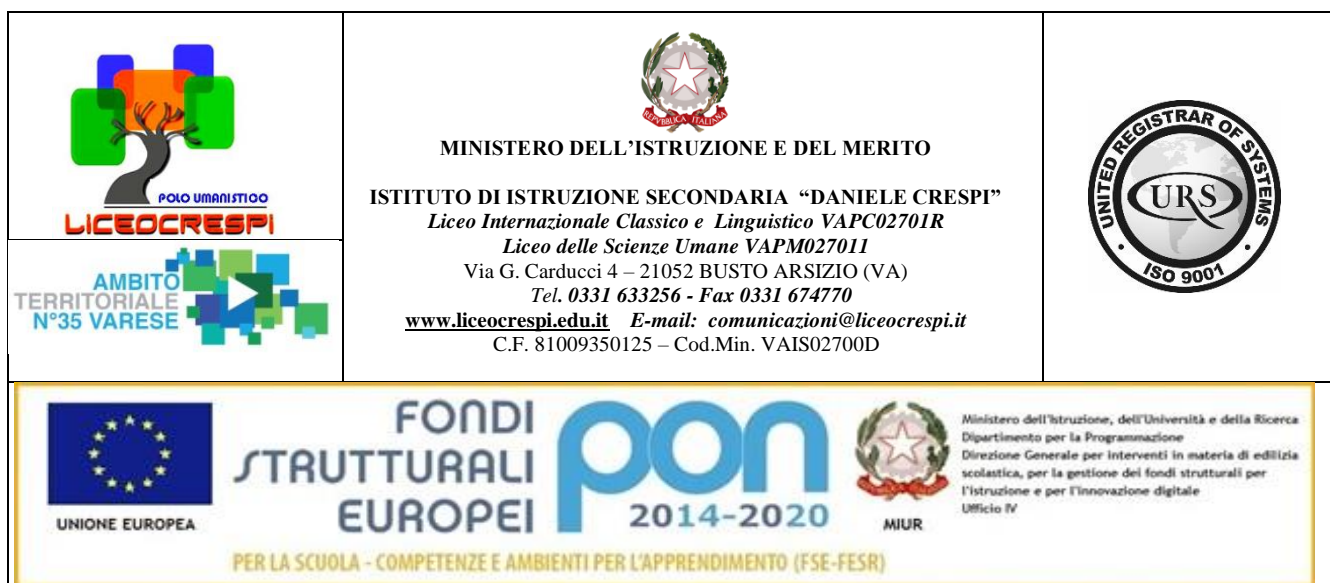 POLO UMANISTICO
LICEOCRESPI
AMBITO
TERRITORIALE
N°35 VARESE
REPVBBLICA ITALIANA
MINISTERO DELL’ISTRUZIONE E DEL MERITO
ISTITUTO DI ISTRUZIONE SECONDARIA “DANIELE CRESPI”
Liceo Internazionale Classico e Linguistico VAPC02701R
Liceo delle Scienze Umane VAPM027011
Via G. Carducci 4 – 21052 BUSTO ARSIZIO (VA)
Tel. 0331 633256 - Fax 0331 674770
www.liceocrespi.edu.it E-mail: comunicazioni@liceocrespi.it
C.F. 81009350125 – Cod.Min. VAIS02700D
UNITED REGISTRAR OF SYSTEMS
URS
ISO 9001
UNIONE EUROPEA
FONDI
STRUTTURALI
EUROPEI
pon
2014-2020
MIUR
Ministero dell'Istruzione, dell'Università e della Ricerca
Dipartimento per la Programmazione
Direzione Generale per interventi in materia di edilizia
scolastica, per la gestione dei fondi strutturali per
l'istruzione e per l'innovazione digitale
Ufficio IV
PER LA SCUOLA - COMPETENZE E AMBIENTI PER L'APPRENDIMENTO (FSE-FESR)